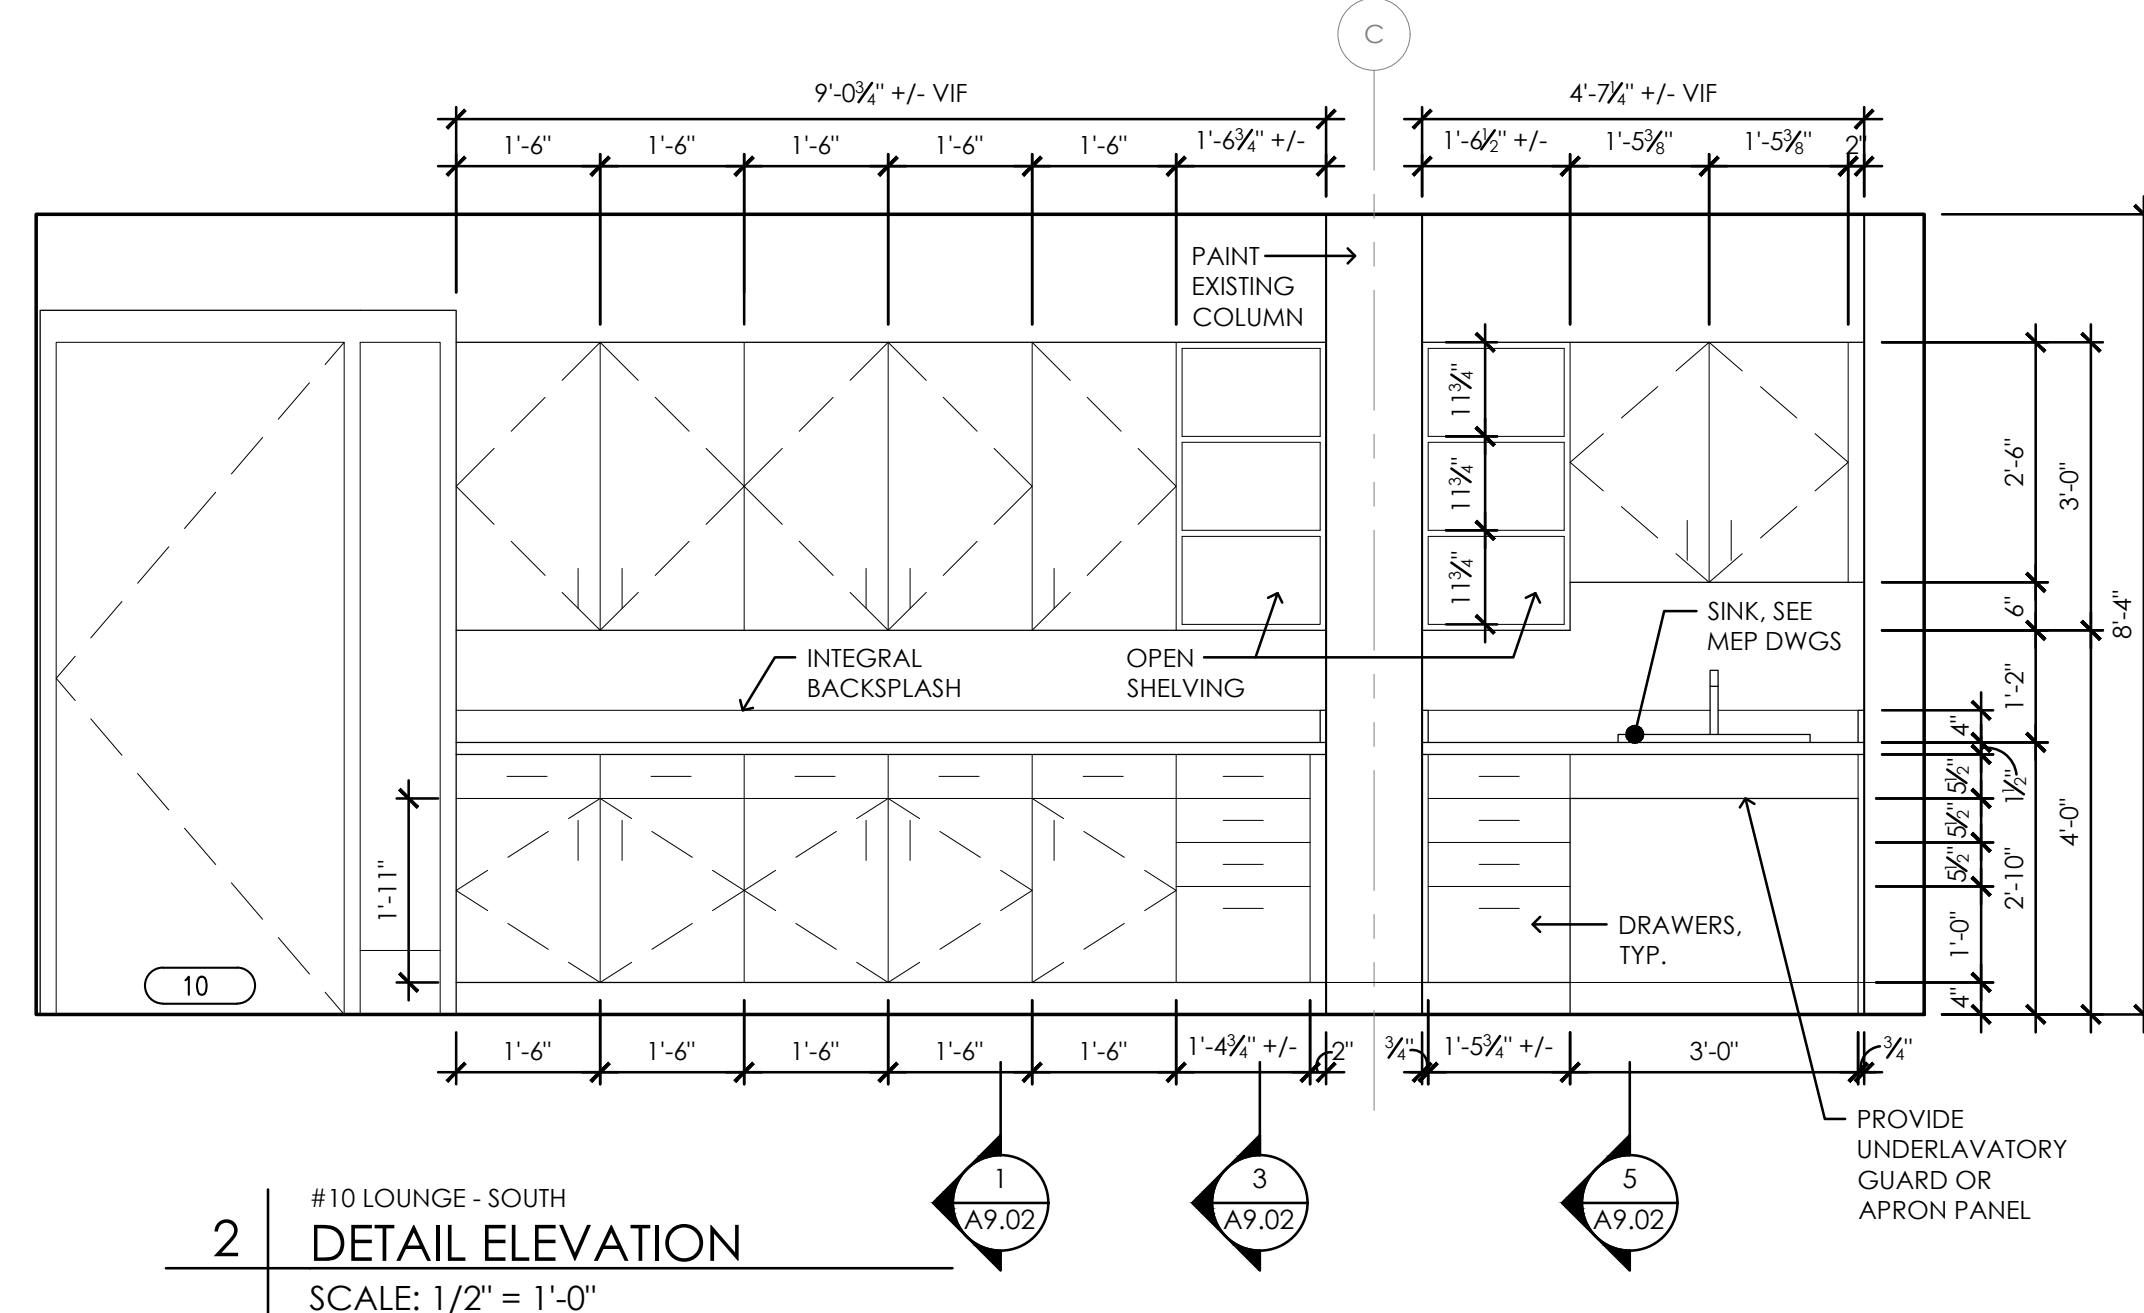 C
9'-0¾" +/- VIF
4'-7¼" +/- VIF
1'-6"
1'-6"
1'-6"
1'-6"
1'-6"
1'-6¾" +/-
1'-6½" +/-
1'-5⅜"
1'-5⅜"
2"
PAINT
EXISTING
COLUMN
11¾"
11¾"
11¾"
2'-6"
3'-0"
6"
8'-4"
SINK, SEE
MEP DWGS
INTEGRAL
BACKSPLASH
OPEN
SHELVING
1'-2"
4"
1½"
5½"
5½"
5½"
4'-0"
2'-10"
1'-0"
4"
1'-11"
DRAWERS,
TYP.
10
1'-6"
1'-6"
1'-6"
1'-6"
1'-6"
1'-4¾" +/-
2"
¾"
1'-5¾" +/-
3'-0"
¾"
PROVIDE
UNDERLAVATORY
GUARD OR
APRON PANEL
1
A9.02
3
A9.02
5
A9.02
2
#10 LOUNGE - SOUTH
DETAIL ELEVATION
SCALE: 1/2" = 1'-0"